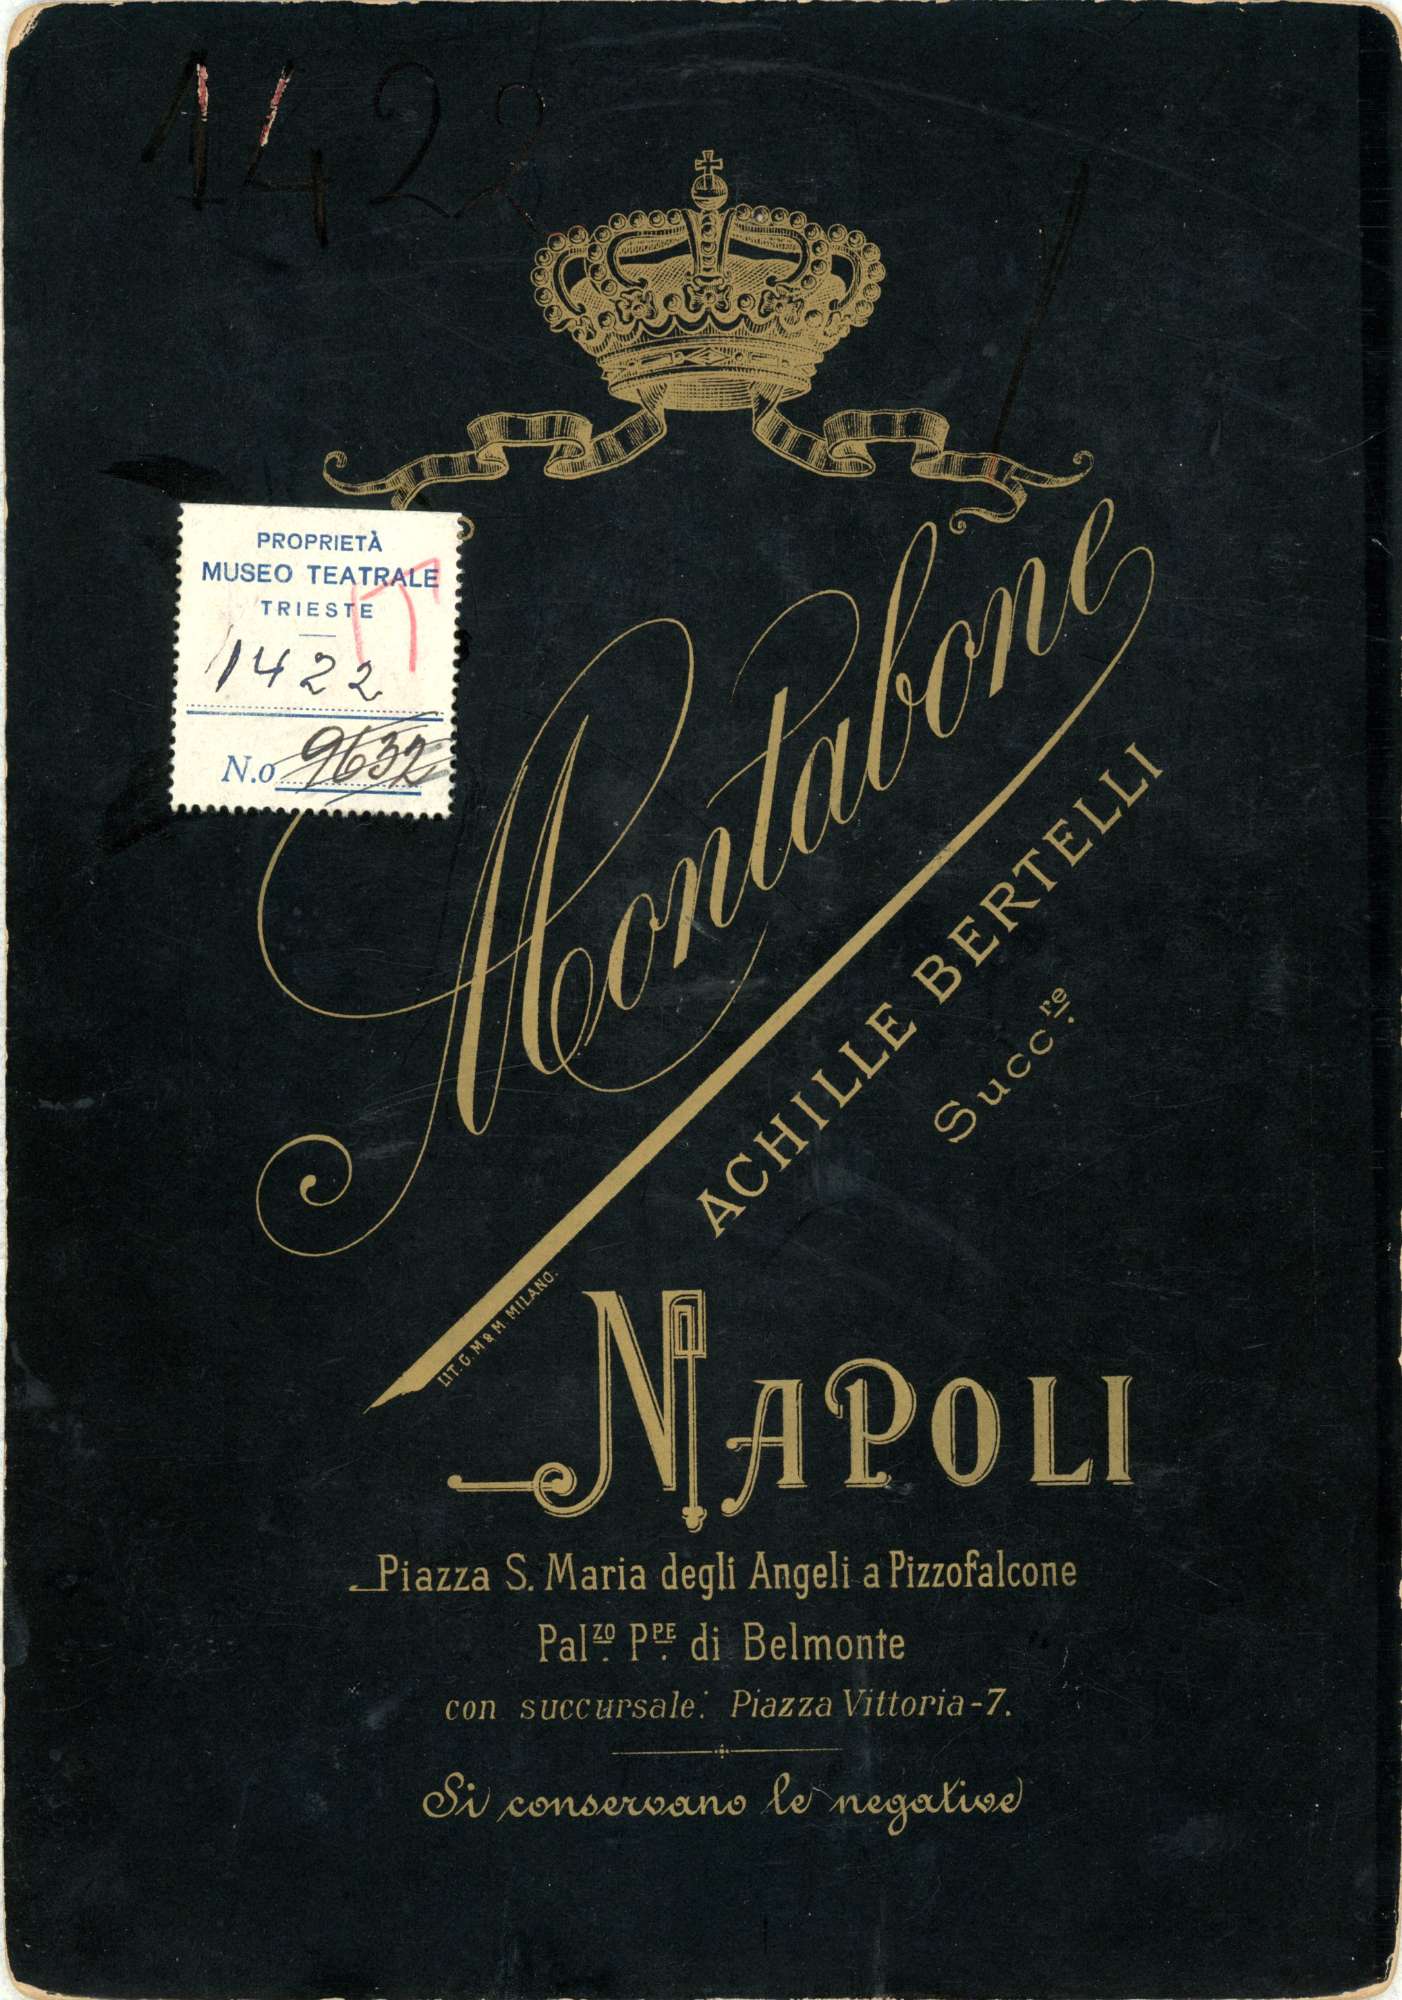 1422
PROPRIETÀ
MUSEO TEATRALE
TRIESTE
1422
N.o 9632
Montabone
ACHILLE BERTELLI
Succ.re
LIT. G. M & M MILANO.
NAPOLI
Piazza S. Maria degli Angeli a Pizzofalcone
Pal.zo P.pe di Belmonte
con succursale: Piazza Vittoria-7.
Si conservano le negative